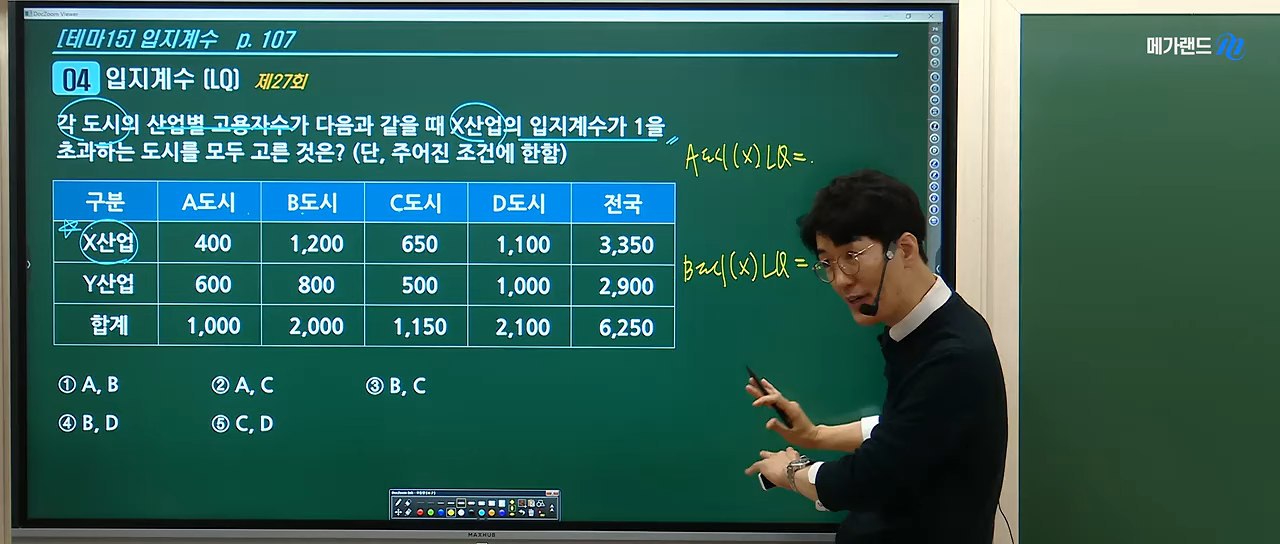 DocZoom Viewer
[테마15] 입지계수 p. 107
메가랜드
04 입지계수 (LQ) 제27회
각 도시의 산업별 고용자수가 다음과 같을 때 X산업의 입지계수가 1을
초과하는 도시를 모두 고른 것은? (단, 주어진 조건에 한함)
A도시(X)LQ=
구분 A도시 B도시 C도시 D도시 전국
X산업 400 1,200 650 1,100 3,350
B도시(X)LQ=
Y산업 600 800 500 1,000 2,900
합계 1,000 2,000 1,150 2,100 6,250
① A, B ② A, C ③ B, C
④ B, D ⑤ C, D
MAXHUB